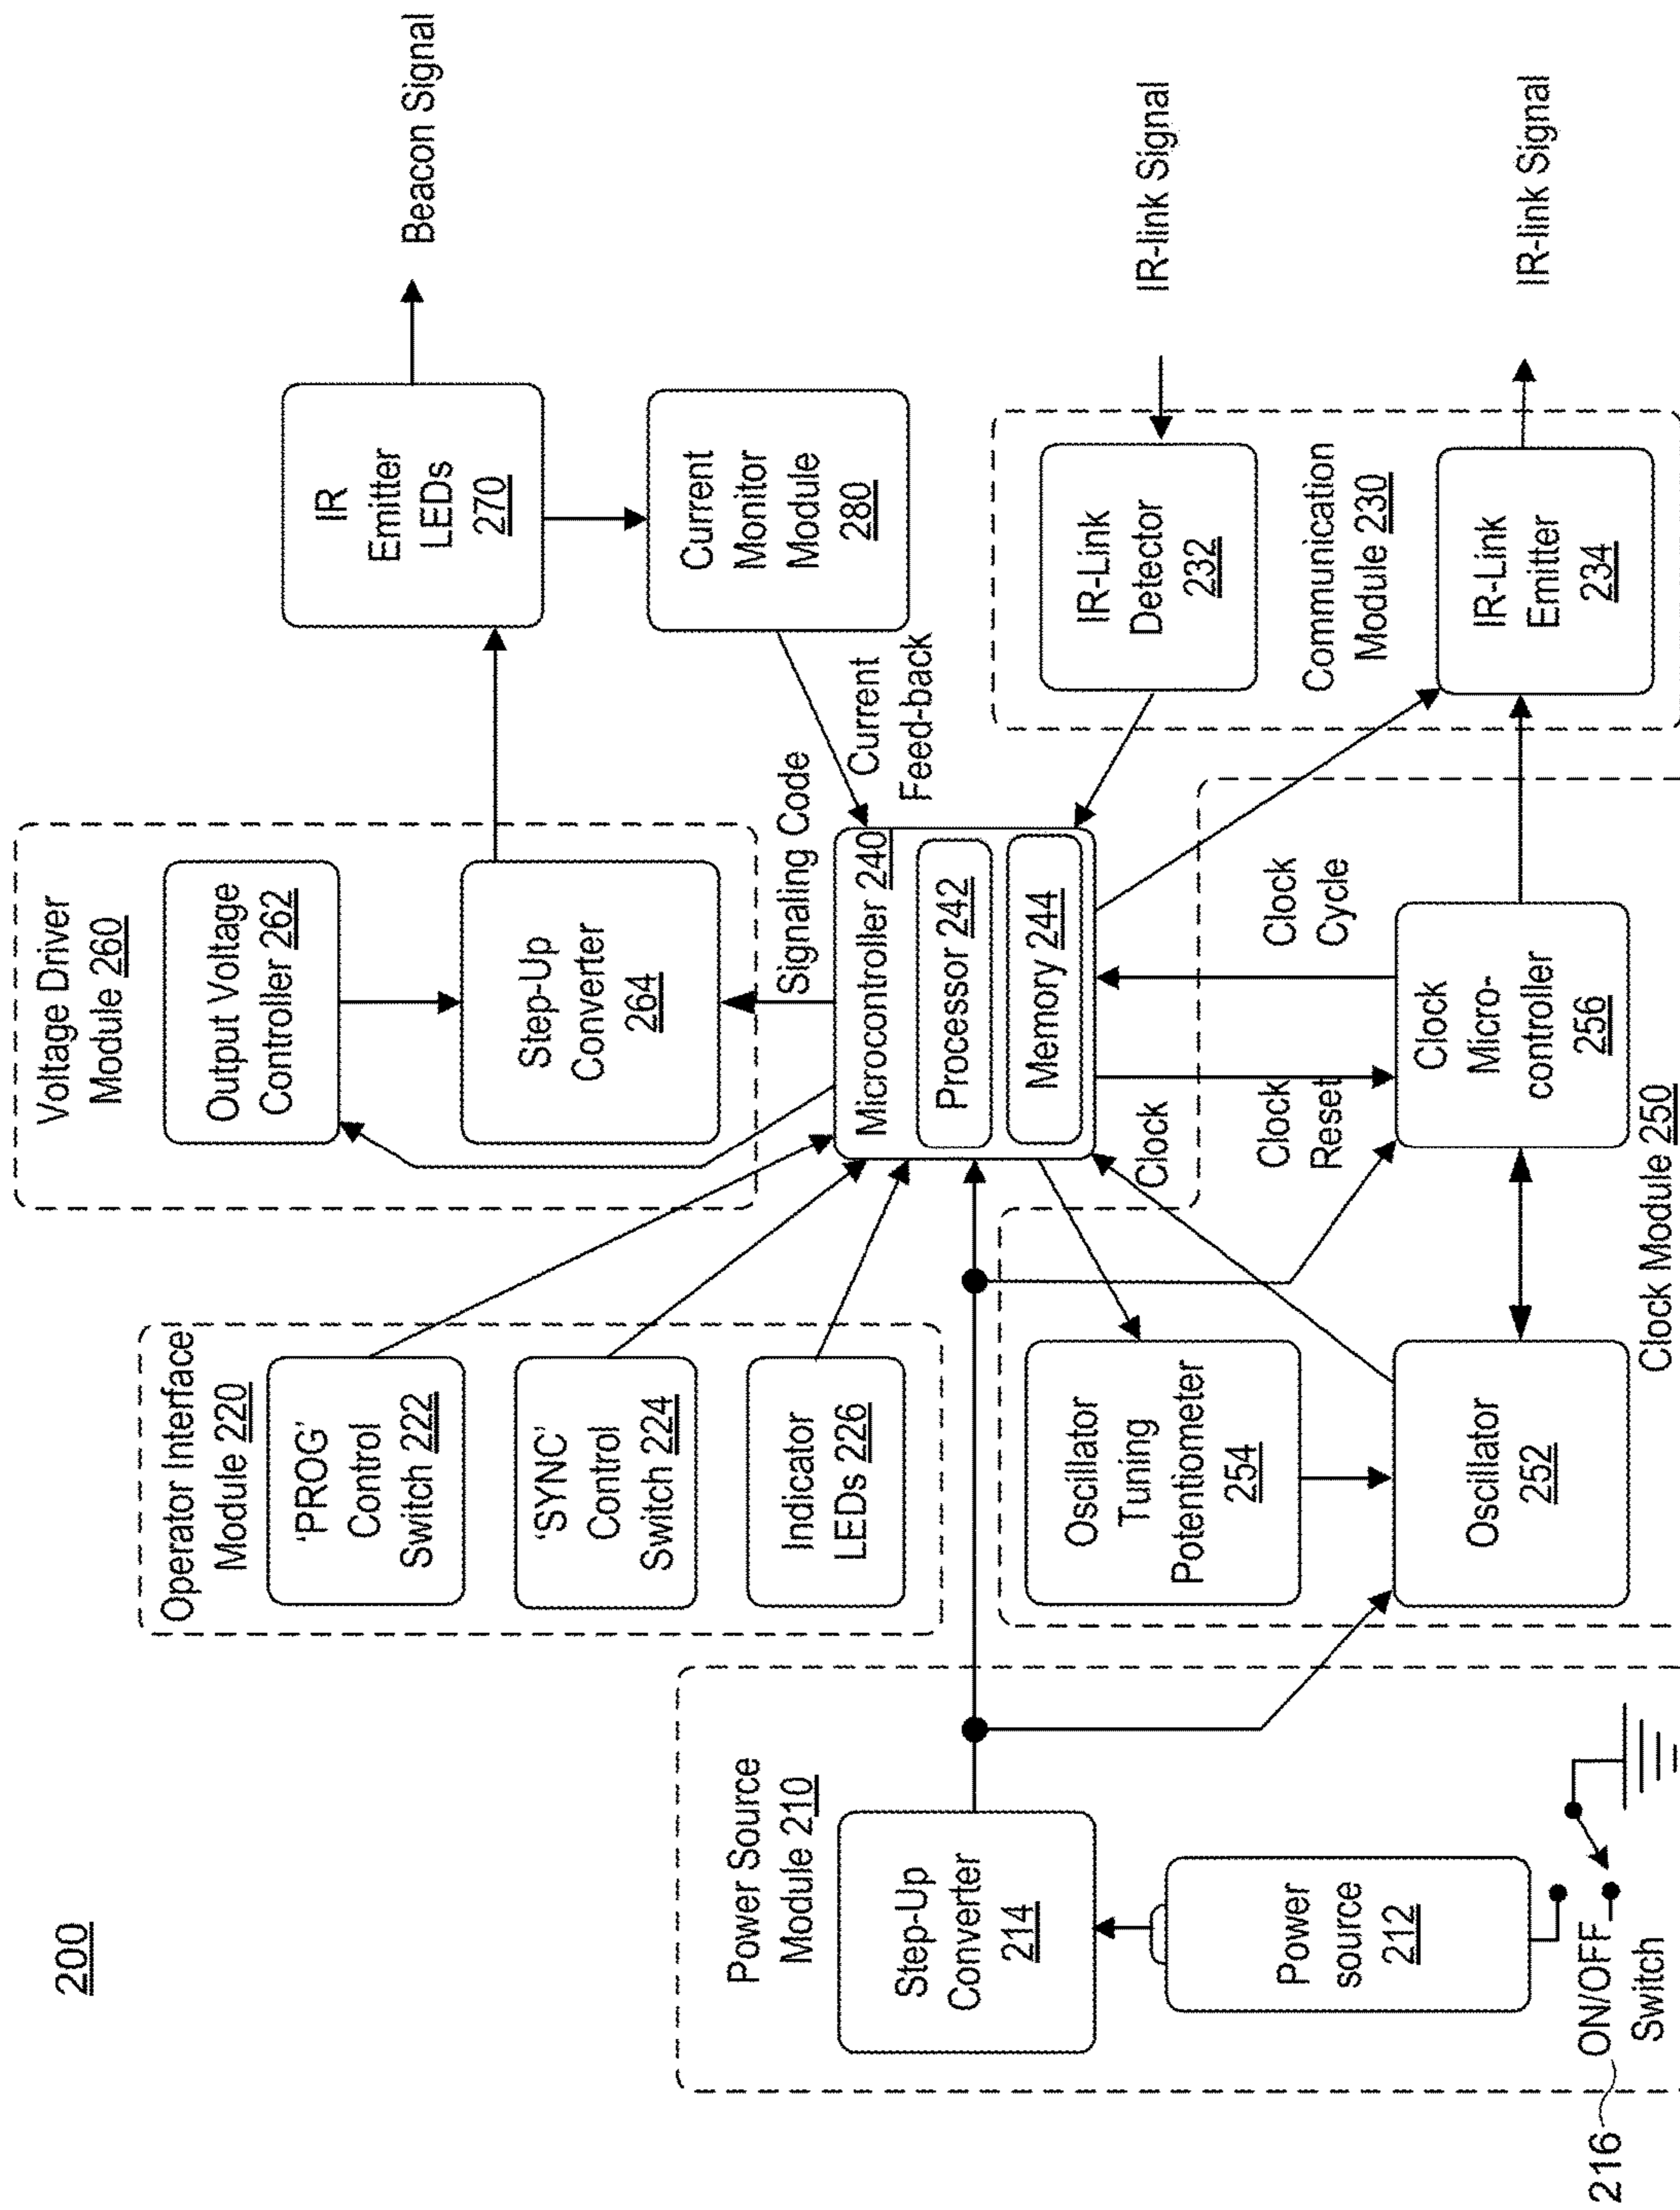 200
Power Source
Module 210
Step-Up
Converter
214
Power
source
212
216
ON/OFF
Switch
Operator Interface
Module 220
'PROG'
Control
Switch 222
'SYNC'
Control
Switch 224
Indicator
LEDs 226
Oscillator
Tuning
Potentiometer
254
Oscillator
252
Clock Module 250
Voltage Driver
Module 260
Output Voltage
Controller 262
Step-Up
Converter
264
Signaling Code
Microcontroller 240
Processor 242
Memory 244
Clock
Clock
Reset
Clock
Cycle
Clock
Micro-
controller
256
IR
Emitter
LEDs
270
Beacon Signal
Current
Monitor
Module
280
Current
Feed-back
IR-Link
Detector
232
IR-link Signal
Communication
Module 230
IR-Link
Emitter
234
IR-link Signal